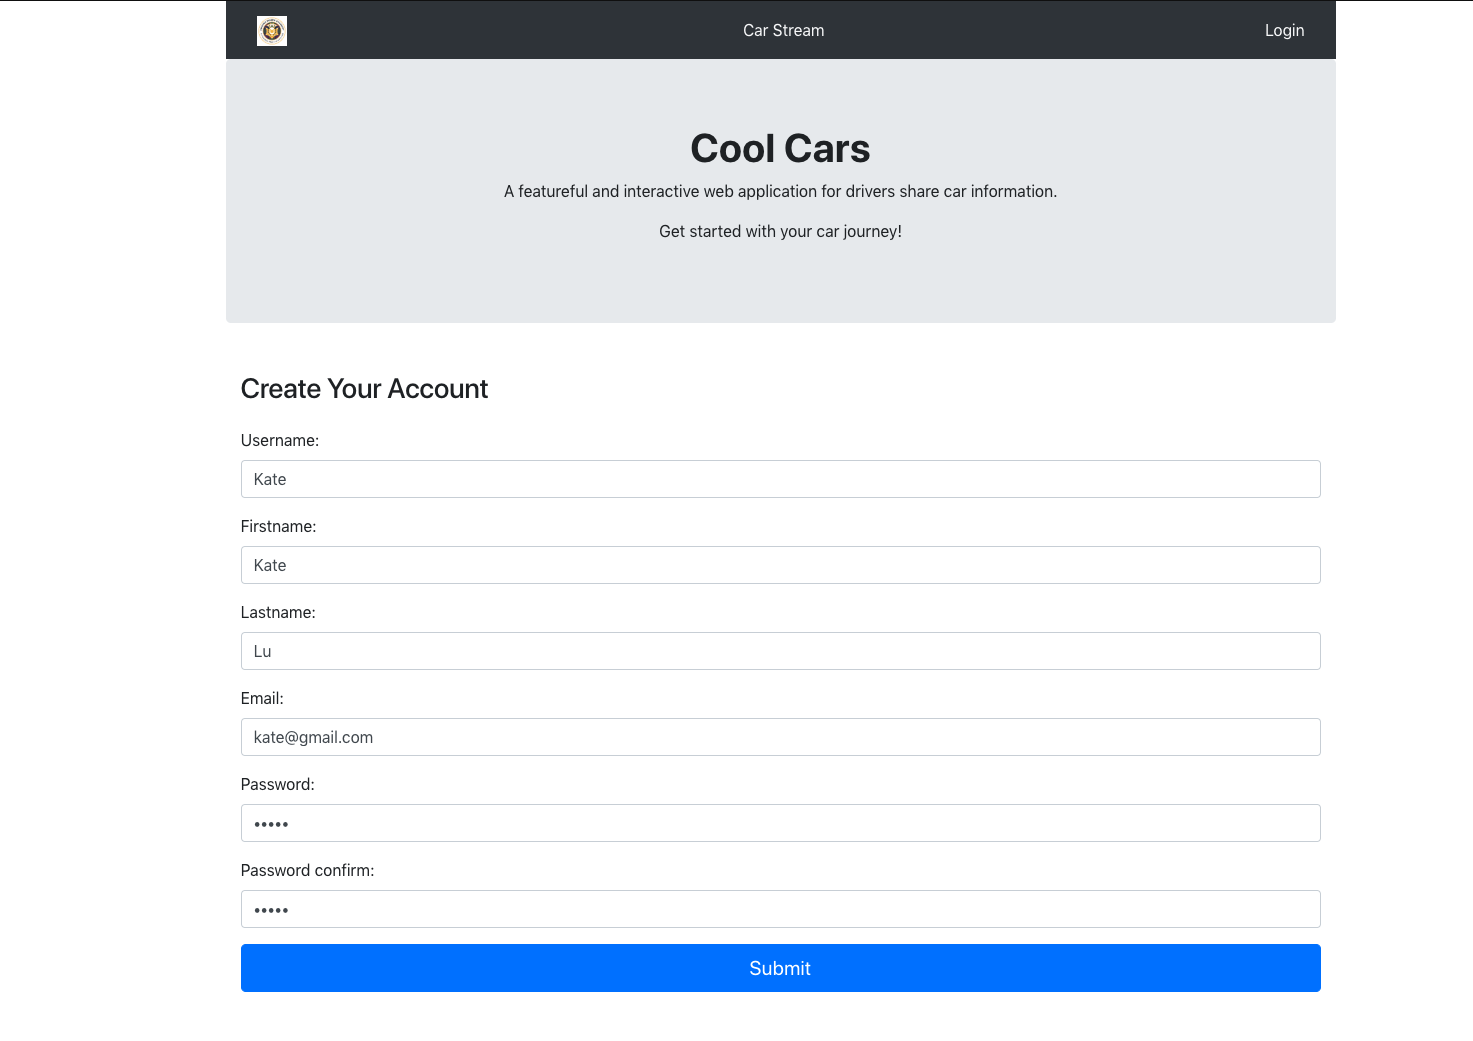 Car Stream
Login
Cool Cars
A featureful and interactive web application for drivers share car information.
Get started with your car journey!
Create Your Account
Username:
Kate
Firstname:
Kate
Lastname:
Lu
Email:
kate@gmail.com
Password:
•••••
Password confirm:
•••••
Submit